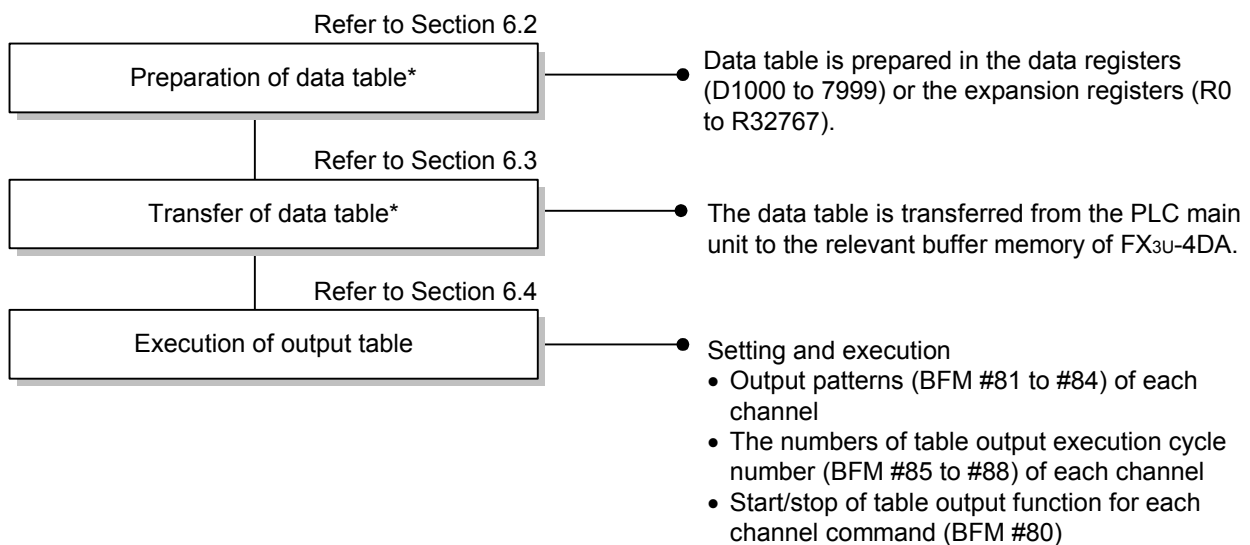 Refer to Section 6.2
Preparation of data table*
Data table is prepared in the data registers
(D1000 to 7999) or the expansion registers (R0
to R32767).
Refer to Section 6.3
Transfer of data table*
The data table is transferred from the PLC main
unit to the relevant buffer memory of FX3U-4DA.
Refer to Section 6.4
Execution of output table
Setting and execution
• Output patterns (BFM #81 to #84) of each
channel
• The numbers of table output execution cycle
number (BFM #85 to #88) of each channel
• Start/stop of table output function for each
channel command (BFM #80)